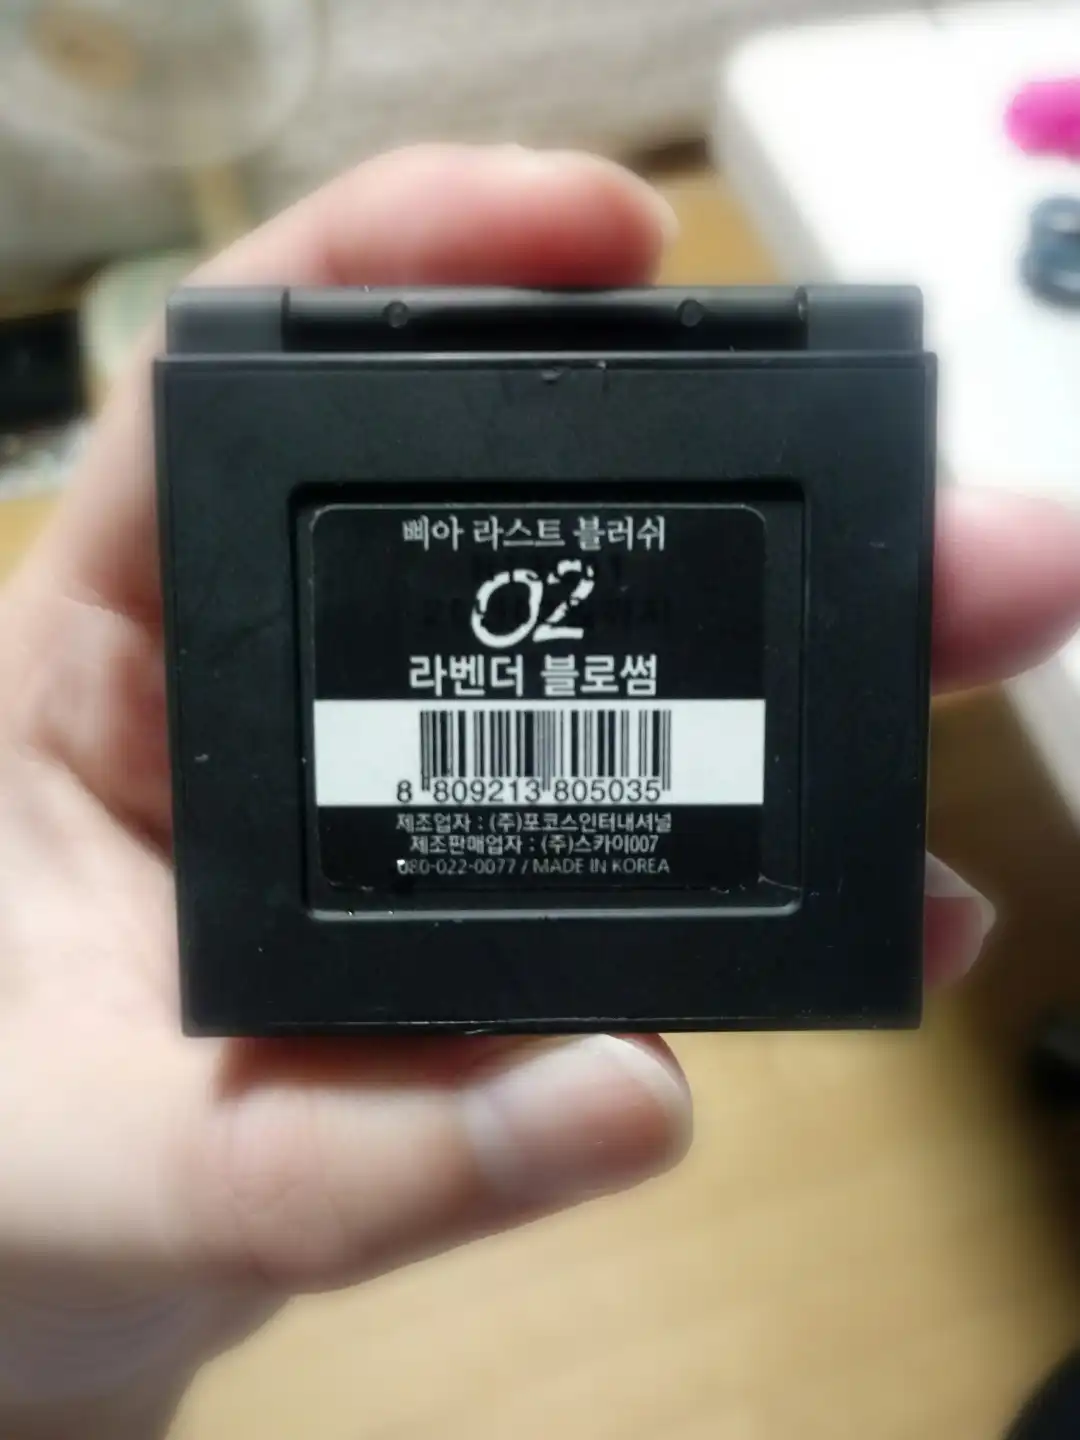 삐아 라스트 블러쉬
02
라벤더 블로썸
8 809213 805035
제조업자 : (주)포코스인터내셔널
제조판매업자 : (주)스카이007
080-022-0077 / MADE IN KOREA